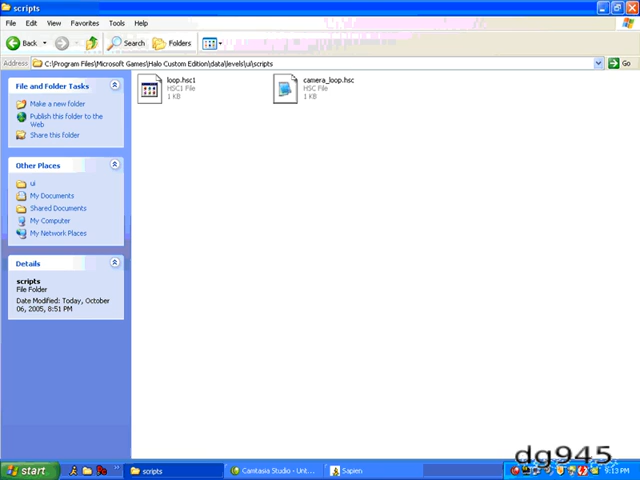 scripts
File Edit View Favorites Tools Help
Back Search Folders
Address C:\Program Files\Microsoft Games\Halo Custom Edition\data\levels\ui\scripts Go
File and Folder Tasks
Make a new folder
Publish this folder to the
Web
Share this folder
Other Places
ui
My Documents
Shared Documents
My Computer
My Network Places
Details
scripts
File Folder
Date Modified: Today, October
06, 2005, 8:51 PM
loop.hsc1
HSC1 File
1 KB
camera_loop.hsc
HSC File
1 KB
dg945
start scripts Camtasia Studio - Unt... Sapien 9:13 PM